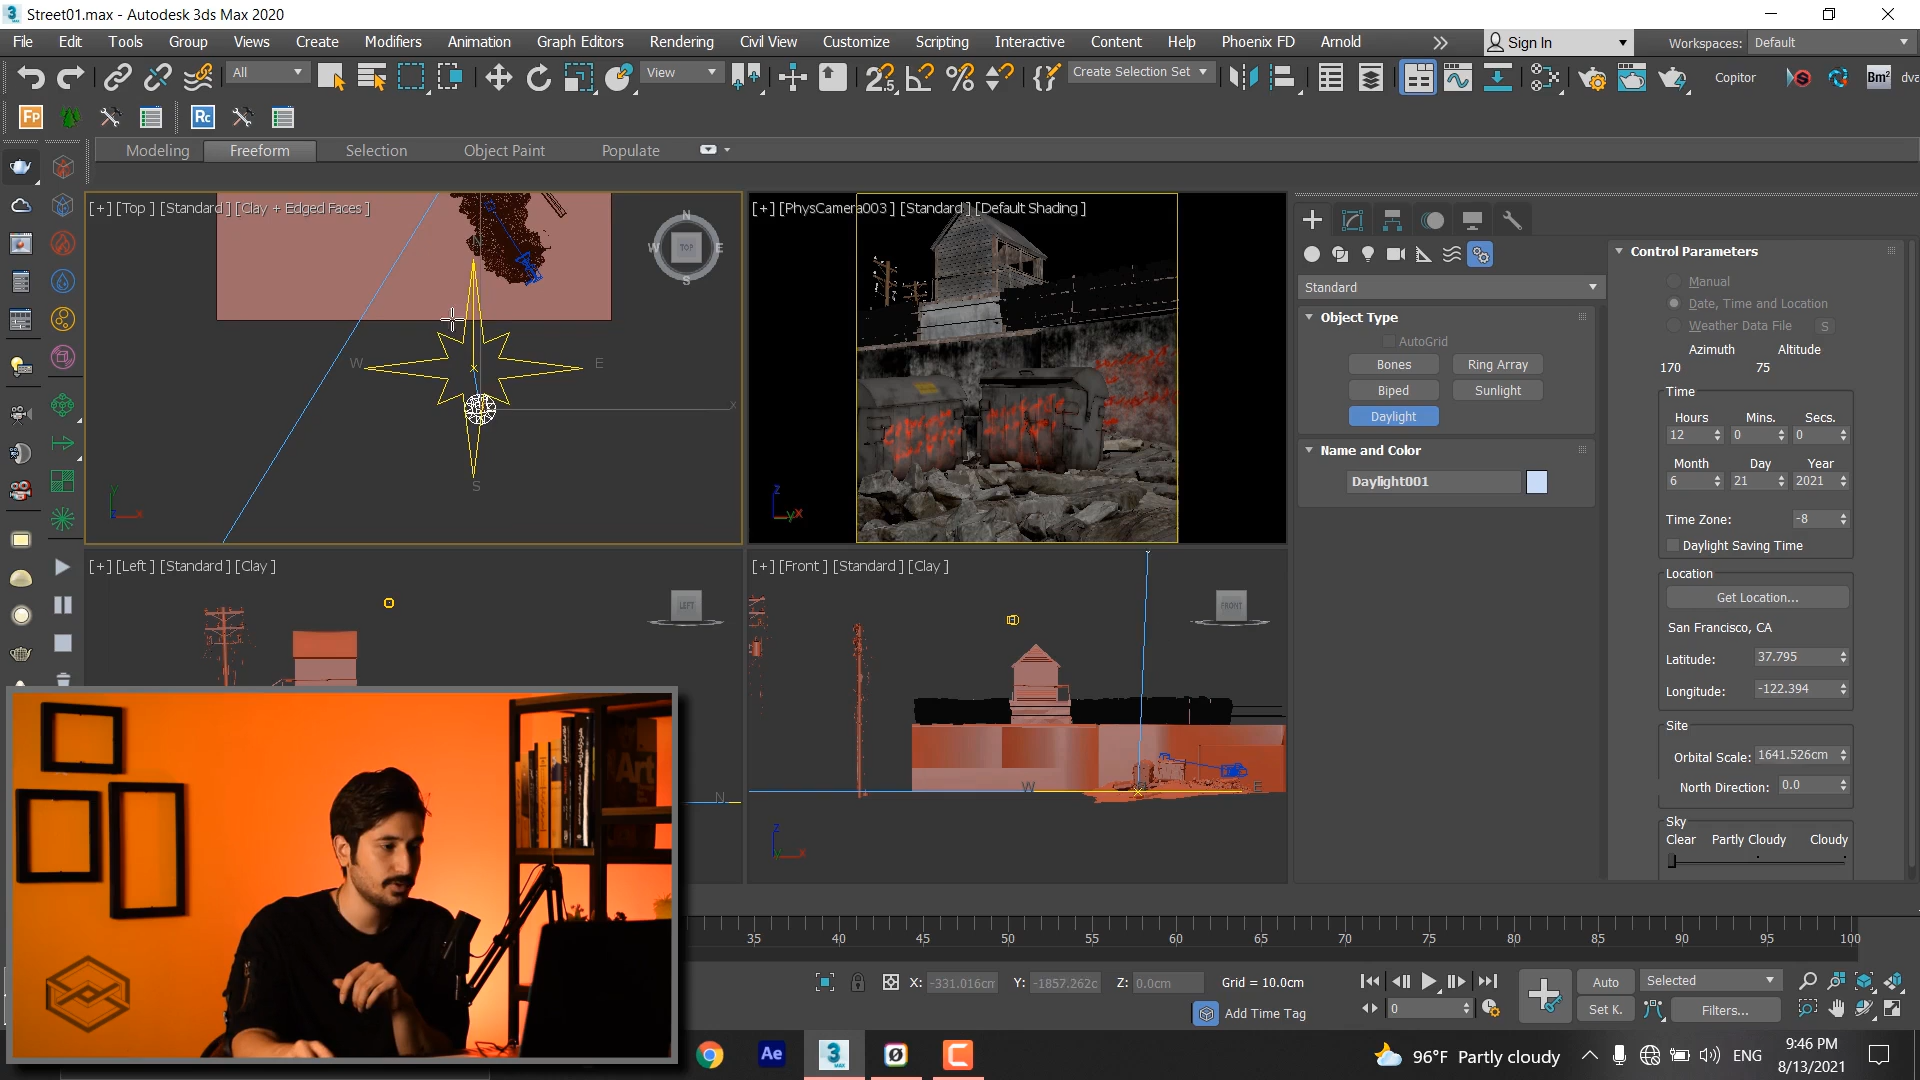 Street01.max - Autodesk 3ds Max 2020
File Edit Tools Group Views Create Modifiers Animation Graph Editors Rendering Civil View Customize Scripting Interactive Content Help Phoenix FD Arnold Sign In Workspaces: Default
All View Create Selection Set Copitor Bm²
Fp Rc
Modeling Freeform Selection Object Paint Populate
[+] [Top ] [Standard ] [Clay + Edged Faces ]
N
W TOP E
S
N
W E
S
x
[+] [PhysCamera003 ] [Standard ] [Default Shading ]
[+] [Left ] [Standard ] [Clay ]
LEFT
N
[+] [Front ] [Standard ] [Clay ]
FRONT
W E
Standard
Object Type
AutoGrid
Bones Ring Array
Biped Sunlight
Daylight
Name and Color
Daylight001
Control Parameters
Manual
Date, Time and Location
Weather Data File S
Azimuth Altitude
170 75
Time
Hours Mins. Secs.
12 0 0
Month Day Year
6 21 2021
Time Zone: -8
Daylight Saving Time
Location
Get Location...
San Francisco, CA
Latitude: 37.795
Longitude: -122.394
Site
Orbital Scale: 1641.526cm
North Direction: 0.0
Sky
Clear Partly Cloudy Cloudy
35 40 45 50 55 60 65 70 75 80 85 90 95 100
X: -331.016cm Y: -1857.262c Z: 0.0cm Grid = 10.0cm
Add Time Tag
0
Auto Selected
Set K. Filters...
Ae 3 MAX
96°F Partly cloudy ENG 9:46 PM
8/13/2021